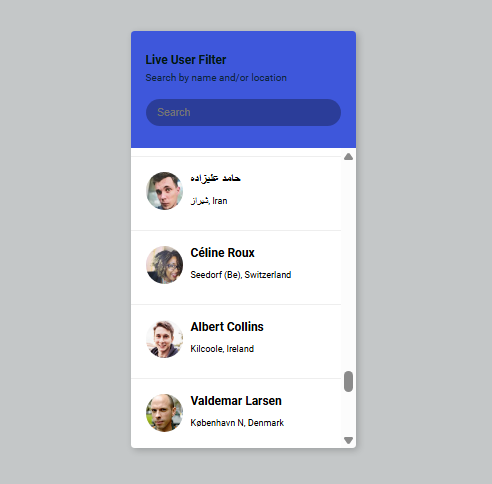 Live User Filter
Search by name and/or location
Search
حامد علیزاده
شیراز, Iran
Céline Roux
Seedorf (Be), Switzerland
Albert Collins
Kilcoole, Ireland
Valdemar Larsen
København N, Denmark